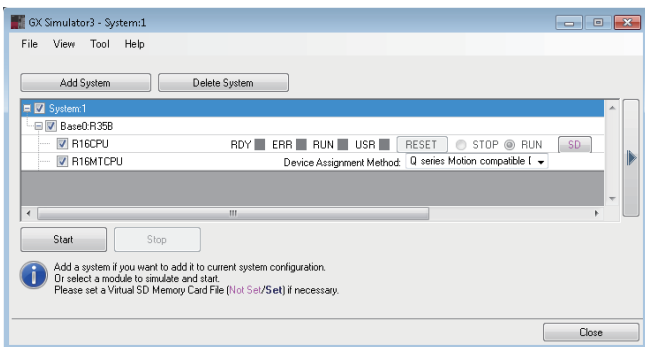 GX Simulator3 - System:1
File View Tool Help
Add System Delete System
System:1
Base0:R35B
R16CPU RDY ERR RUN USR RESET STOP RUN SD
R16MTCPU Device Assignment Method: Q series Motion compatible (
Start Stop
Add a system if you want to add it to current system configuration.
Or select a module to simulate and start.
Please set a Virtual SD Memory Card File (Not Set/Set) if necessary.
Close